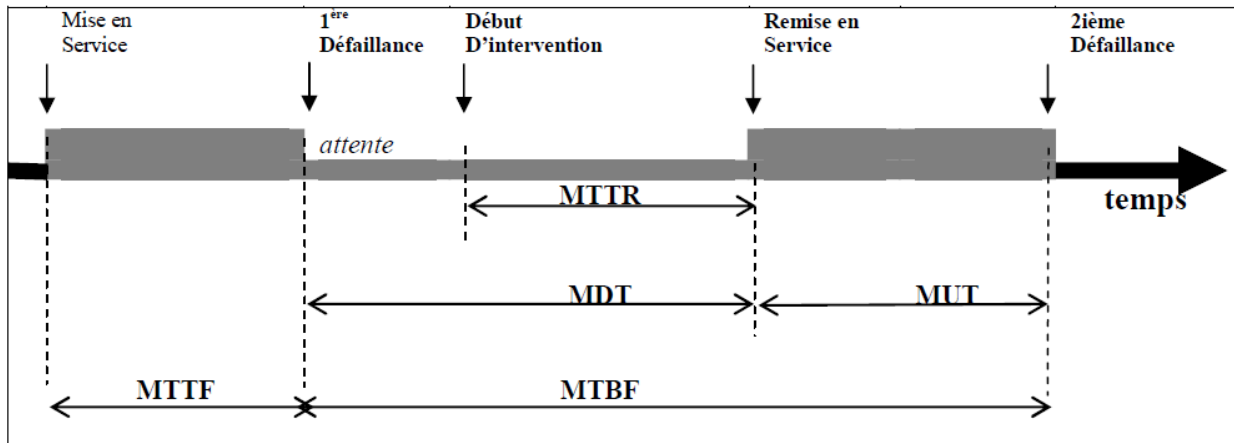 Mise en
Service
1ère
Défaillance
Début
D'intervention
Remise en
Service
2ième
Défaillance
attente
MTTR
temps
MDT
MUT
MTTF
MTBF